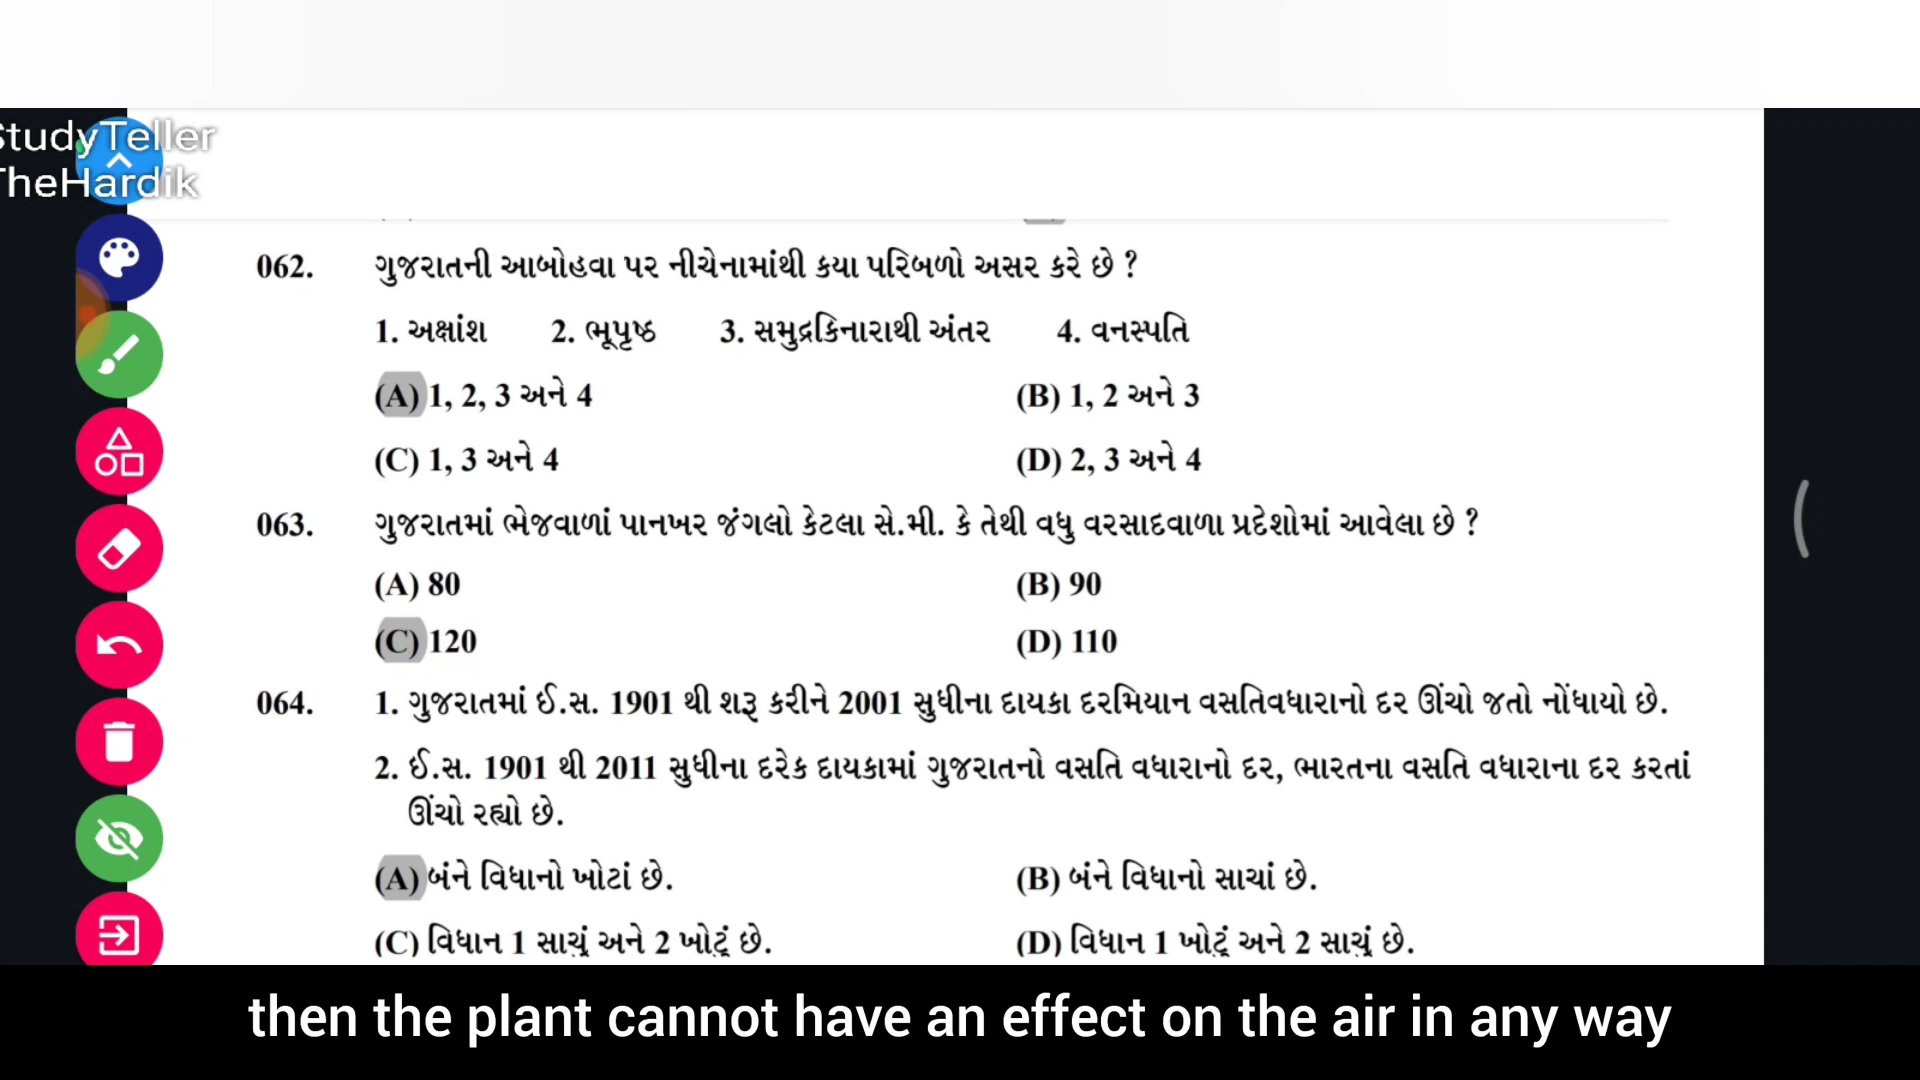 StudyTeller
TheHardik
062. ગુજરાતની આબોહવા પર નીચેનામાંથી કયા પરિબળો અસર કરે છે ?
1. અક્ષાંશ 2. ભૂપૃષ્ઠ 3. સમુદ્રકિનારાથી અંતર 4. વનસ્પતિ
(A) 1, 2, 3 અને 4 (B) 1, 2 અને 3
(C) 1, 3 અને 4 (D) 2, 3 અને 4
063. ગુજરાતમાં ભેજવાળાં પાનખર જંગલો કેટલા સે.મી. કે તેથી વધુ વરસાદવાળા પ્રદેશોમાં આવેલા છે ?
(A) 80 (B) 90
(C) 120 (D) 110
064. 1. ગુજરાતમાં ઈ.સ. 1901 થી શરૂ કરીને 2001 સુધીના દાયકા દરમિયાન વસતિવધારાનો દર ઊંચો જતો નોંધાયો છે.
2. ઈ.સ. 1901 થી 2011 સુધીના દરેક દાયકામાં ગુજરાતનો વસતિ વધારાનો દર, ભારતના વસતિ વધારાના દર કરતાં
ઊંચો રહ્યો છે.
(A) બંને વિધાનો ખોટાં છે. (B) બંને વિધાનો સાચાં છે.
(C) વિધાન 1 સાચું અને 2 ખોટું છે. (D) વિધાન 1 ખોટું અને 2 સાચું છે.
then the plant cannot have an effect on the air in any way